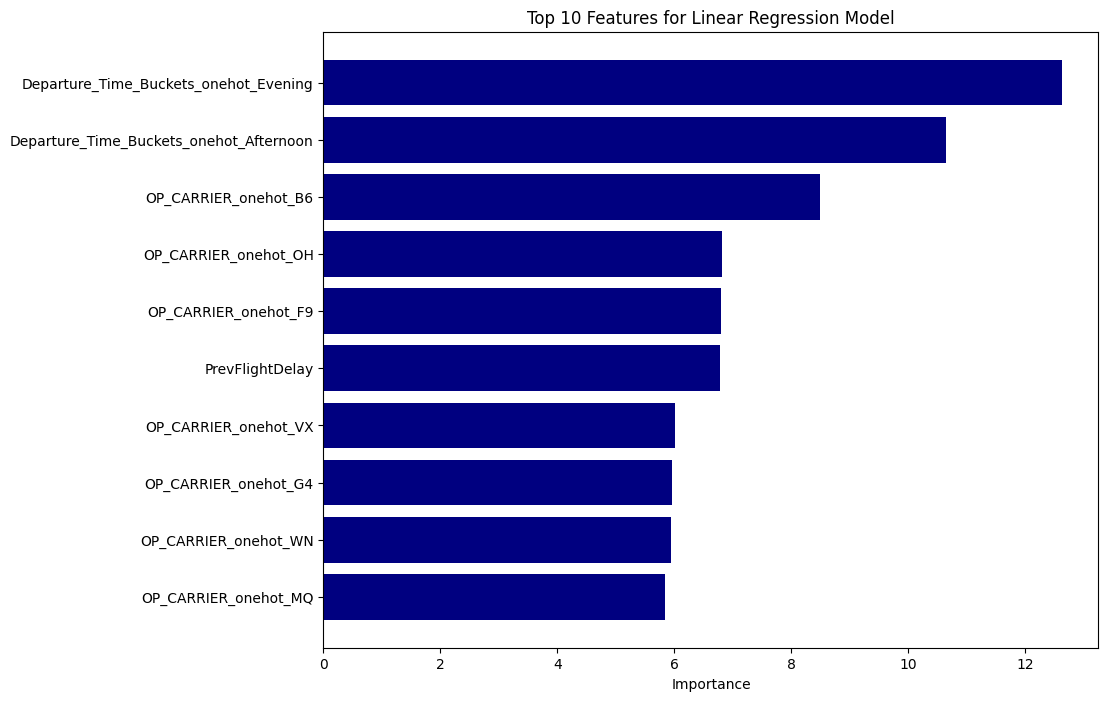 Top 10 Features for Linear Regression Model
Departure_Time_Buckets_onehot_Evening
Departure_Time_Buckets_onehot_Afternoon
OP_CARRIER_onehot_B6
OP_CARRIER_onehot_OH
OP_CARRIER_onehot_F9
PrevFlightDelay
OP_CARRIER_onehot_VX
OP_CARRIER_onehot_G4
OP_CARRIER_onehot_WN
OP_CARRIER_onehot_MQ
0 2 4 6 8 10 12
Importance